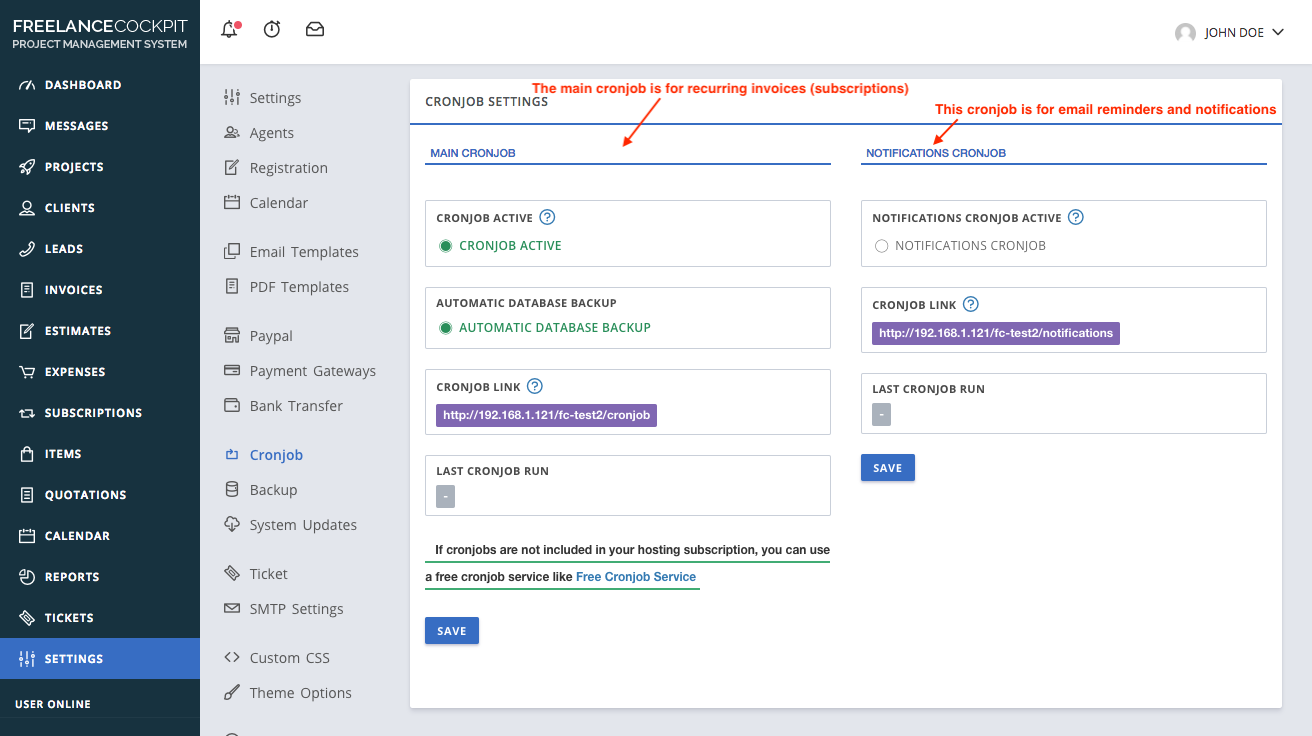 FREELANCECOCKPIT
PROJECT MANAGEMENT SYSTEM
DASHBOARD
MESSAGES
PROJECTS
CLIENTS
LEADS
INVOICES
ESTIMATES
EXPENSES
SUBSCRIPTIONS
ITEMS
QUOTATIONS
CALENDAR
REPORTS
TICKETS
SETTINGS
USER ONLINE
JOHN DOE
Settings
Agents
Registration
Calendar
Email Templates
PDF Templates
Paypal
Payment Gateways
Bank Transfer
Cronjob
Backup
System Updates
Ticket
SMTP Settings
Custom CSS
Theme Options
The main cronjob is for recurring invoices (subscriptions)
CRONJOB SETTINGS
This cronjob is for email reminders and notifications
MAIN CRONJOB
CRONJOB ACTIVE ?
CRONJOB ACTIVE
AUTOMATIC DATABASE BACKUP
AUTOMATIC DATABASE BACKUP
CRONJOB LINK ?
http://192.168.1.121/fc-test2/cronjob
LAST CRONJOB RUN
-
If cronjobs are not included in your hosting subscription, you can use
a free cronjob service like Free Cronjob Service
SAVE
NOTIFICATIONS CRONJOB
NOTIFICATIONS CRONJOB ACTIVE ?
NOTIFICATIONS CRONJOB
CRONJOB LINK ?
http://192.168.1.121/fc-test2/notifications
LAST CRONJOB RUN
-
SAVE